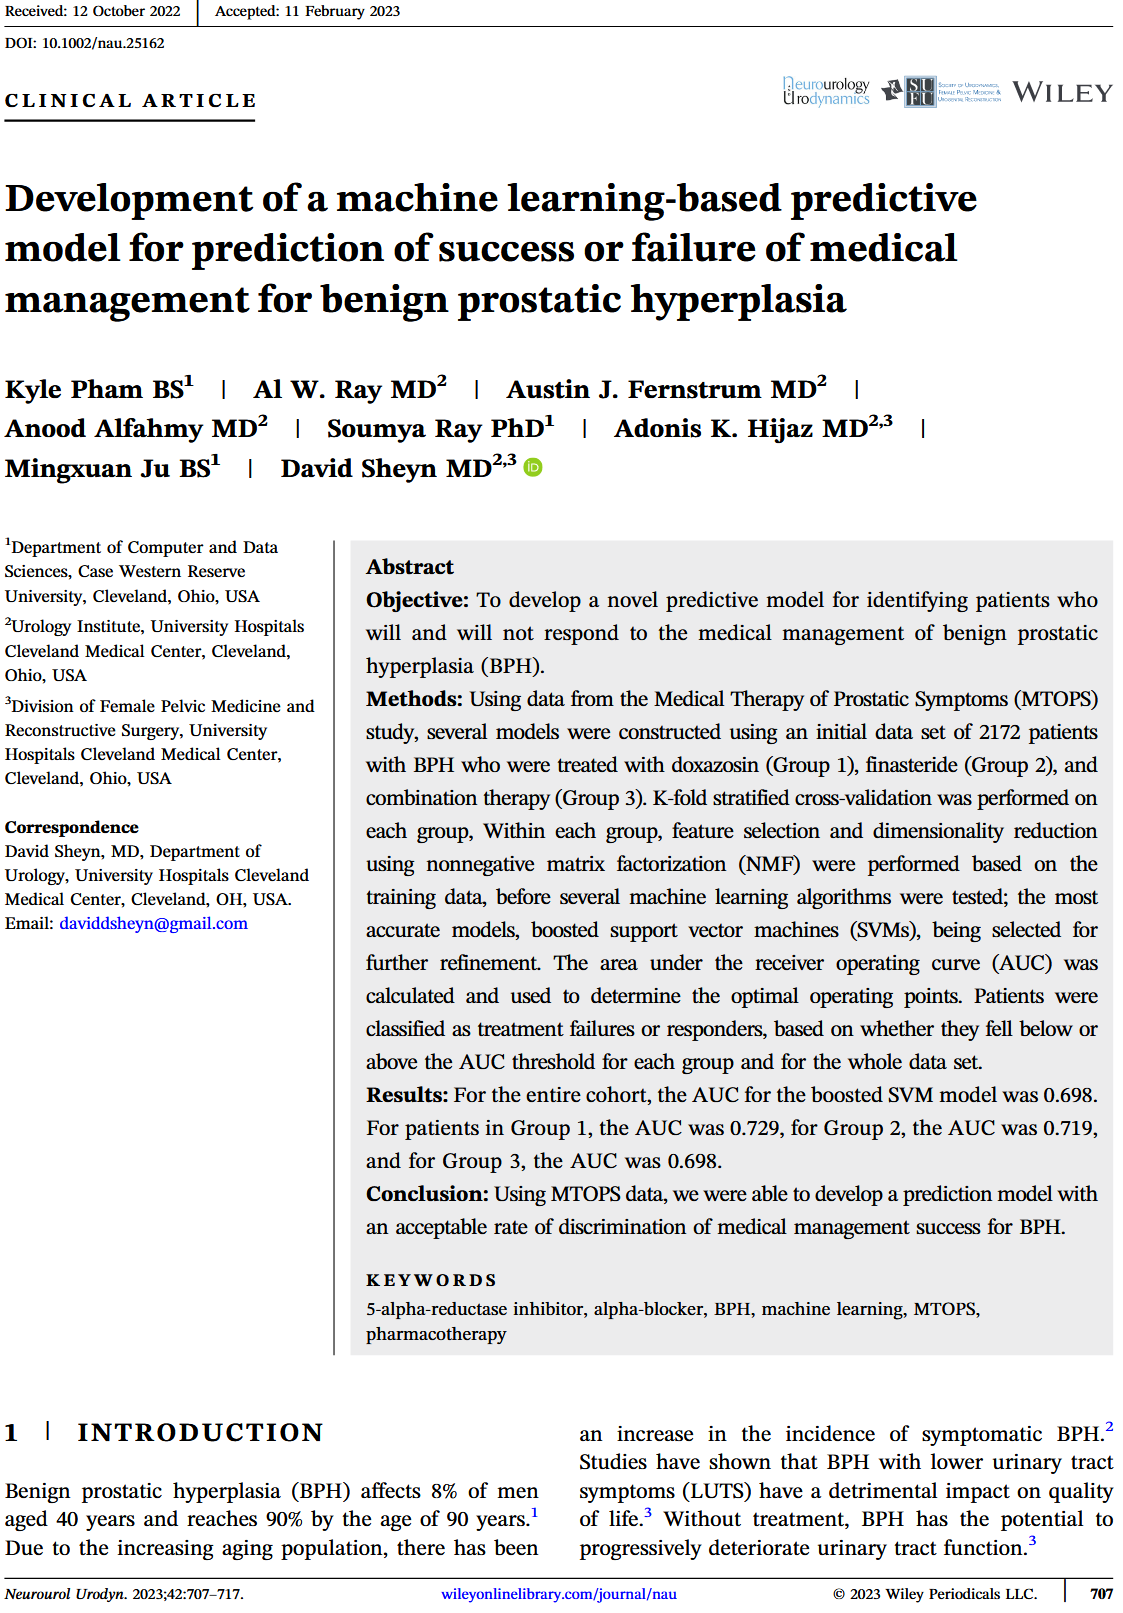 Received: 12 October 2022 | Accepted: 11 February 2023
DOI: 10.1002/nau.25162
CLINICAL ARTICLE
Neurourology
Urodynamics
SUFU
Society of Urodynamics,
Female Pelvic Medicine &
Urogenital Reconstruction
WILEY
Development of a machine learning-based predictive
model for prediction of success or failure of medical
management for benign prostatic hyperplasia
Kyle Pham BS1 | Al W. Ray MD2 | Austin J. Fernstrum MD2 |
Anood Alfahmy MD2 | Soumya Ray PhD1 | Adonis K. Hijaz MD2,3 |
Mingxuan Ju BS1 | David Sheyn MD2,3 iD
1Department of Computer and Data
Sciences, Case Western Reserve
University, Cleveland, Ohio, USA
2Urology Institute, University Hospitals
Cleveland Medical Center, Cleveland,
Ohio, USA
3Division of Female Pelvic Medicine and
Reconstructive Surgery, University
Hospitals Cleveland Medical Center,
Cleveland, Ohio, USA
Correspondence
David Sheyn, MD, Department of
Urology, University Hospitals Cleveland
Medical Center, Cleveland, OH, USA.
Email: daviddsheyn@gmail.com
Abstract
Objective: To develop a novel predictive model for identifying patients who
will and will not respond to the medical management of benign prostatic
hyperplasia (BPH).
Methods: Using data from the Medical Therapy of Prostatic Symptoms (MTOPS)
study, several models were constructed using an initial data set of 2172 patients
with BPH who were treated with doxazosin (Group 1), finasteride (Group 2), and
combination therapy (Group 3). K-fold stratified cross-validation was performed on
each group, Within each group, feature selection and dimensionality reduction
using nonnegative matrix factorization (NMF) were performed based on the
training data, before several machine learning algorithms were tested; the most
accurate models, boosted support vector machines (SVMs), being selected for
further refinement. The area under the receiver operating curve (AUC) was
calculated and used to determine the optimal operating points. Patients were
classified as treatment failures or responders, based on whether they fell below or
above the AUC threshold for each group and for the whole data set.
Results: For the entire cohort, the AUC for the boosted SVM model was 0.698.
For patients in Group 1, the AUC was 0.729, for Group 2, the AUC was 0.719,
and for Group 3, the AUC was 0.698.
Conclusion: Using MTOPS data, we were able to develop a prediction model with
an acceptable rate of discrimination of medical management success for BPH.
KEYWORDS
5-alpha-reductase inhibitor, alpha-blocker, BPH, machine learning, MTOPS,
pharmacotherapy
1 | INTRODUCTION
Benign prostatic hyperplasia (BPH) affects 8% of men
aged 40 years and reaches 90% by the age of 90 years.1
Due to the increasing aging population, there has been
an increase in the incidence of symptomatic BPH.2
Studies have shown that BPH with lower urinary tract
symptoms (LUTS) have a detrimental impact on quality
of life.3 Without treatment, BPH has the potential to
progressively deteriorate urinary tract function.3
Neurourol Urodyn. 2023;42:707–717.
wileyonlinelibrary.com/journal/nau
© 2023 Wiley Periodicals LLC. | 707